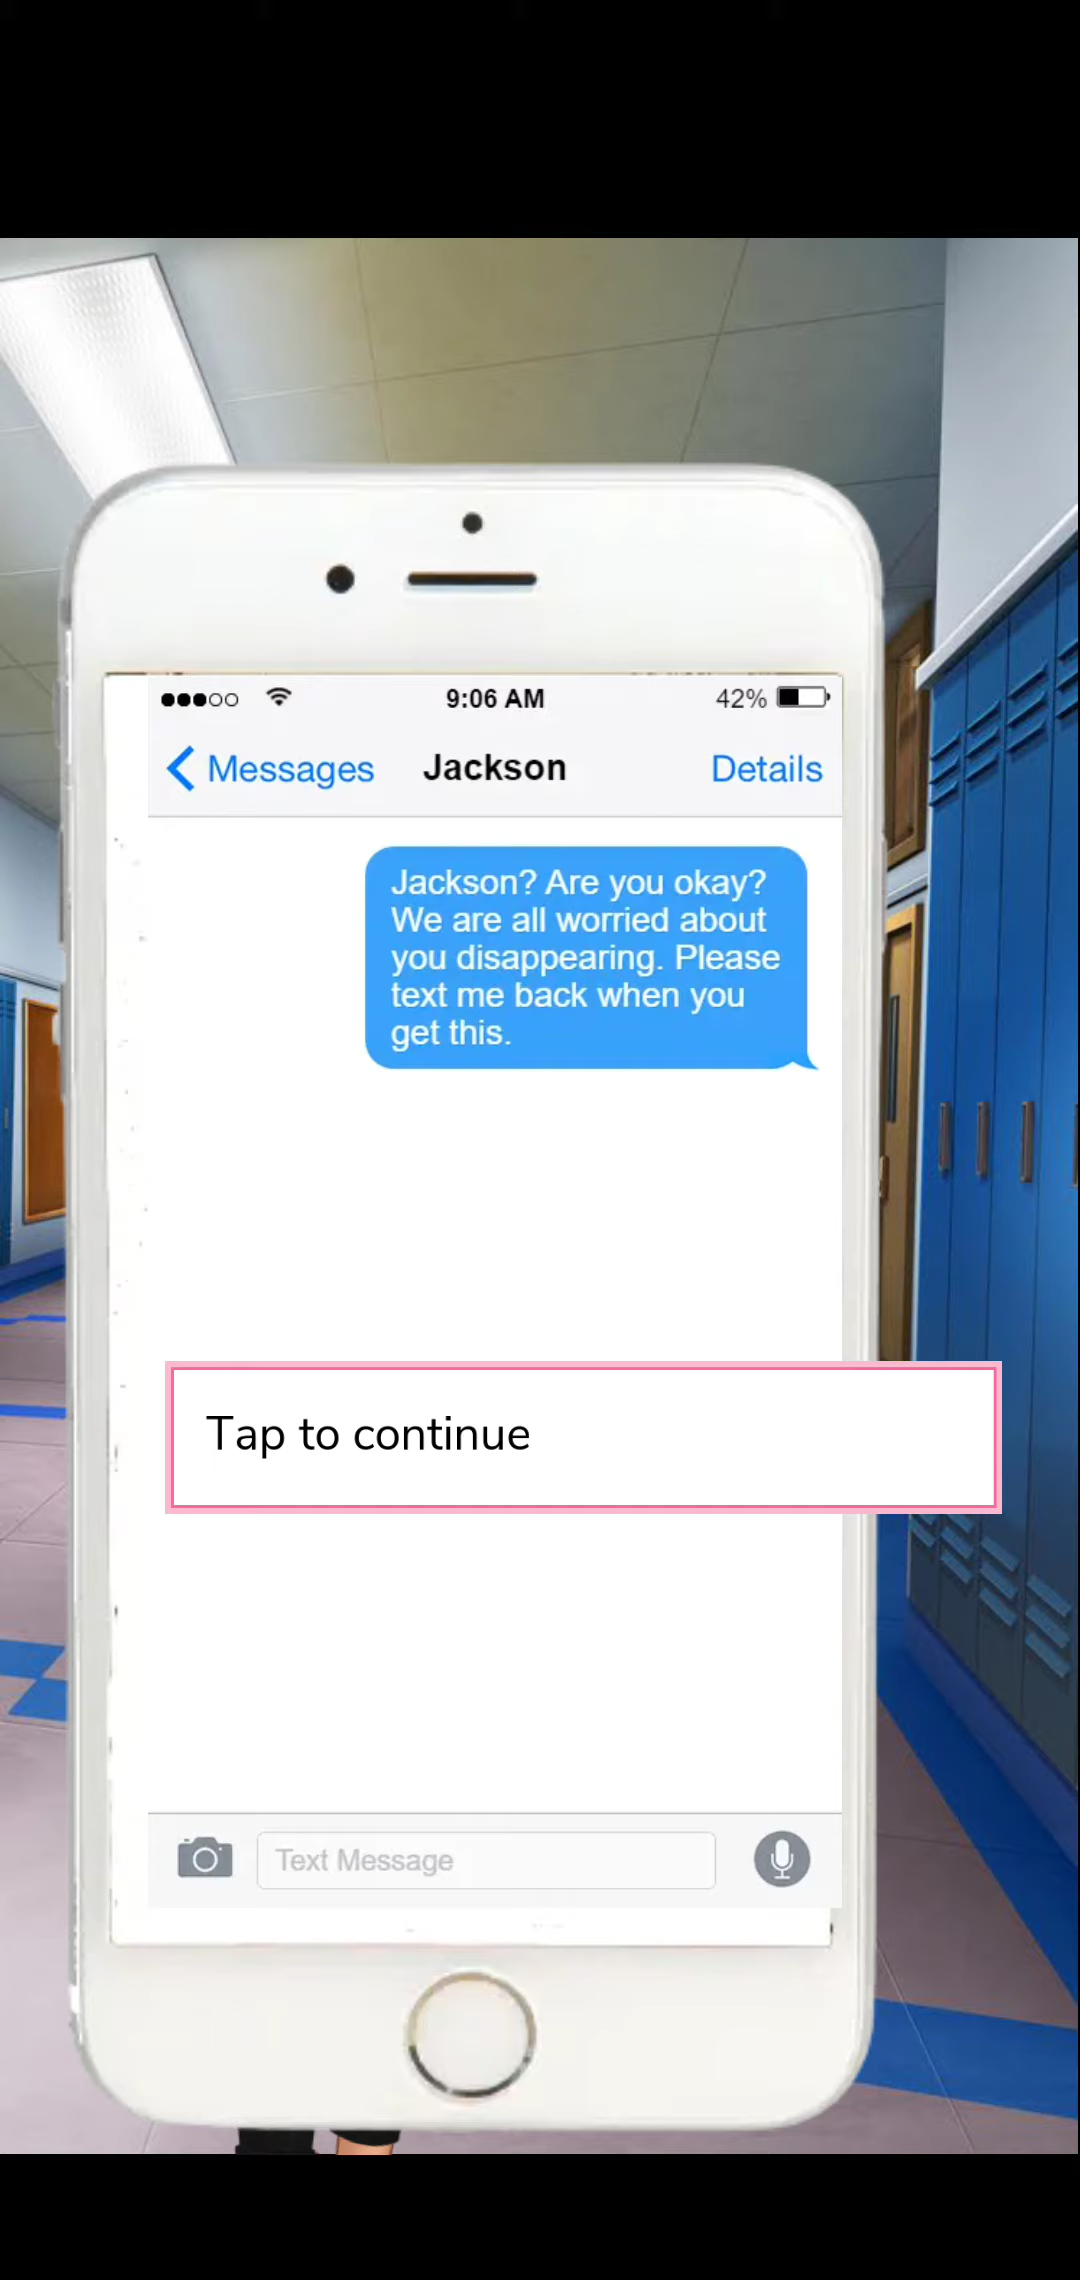 9:06 AM 42%
Messages Jackson Details
Jackson? Are you okay?
We are all worried about
you disappearing. Please
text me back when you
get this.
Tap to continue
Text Message